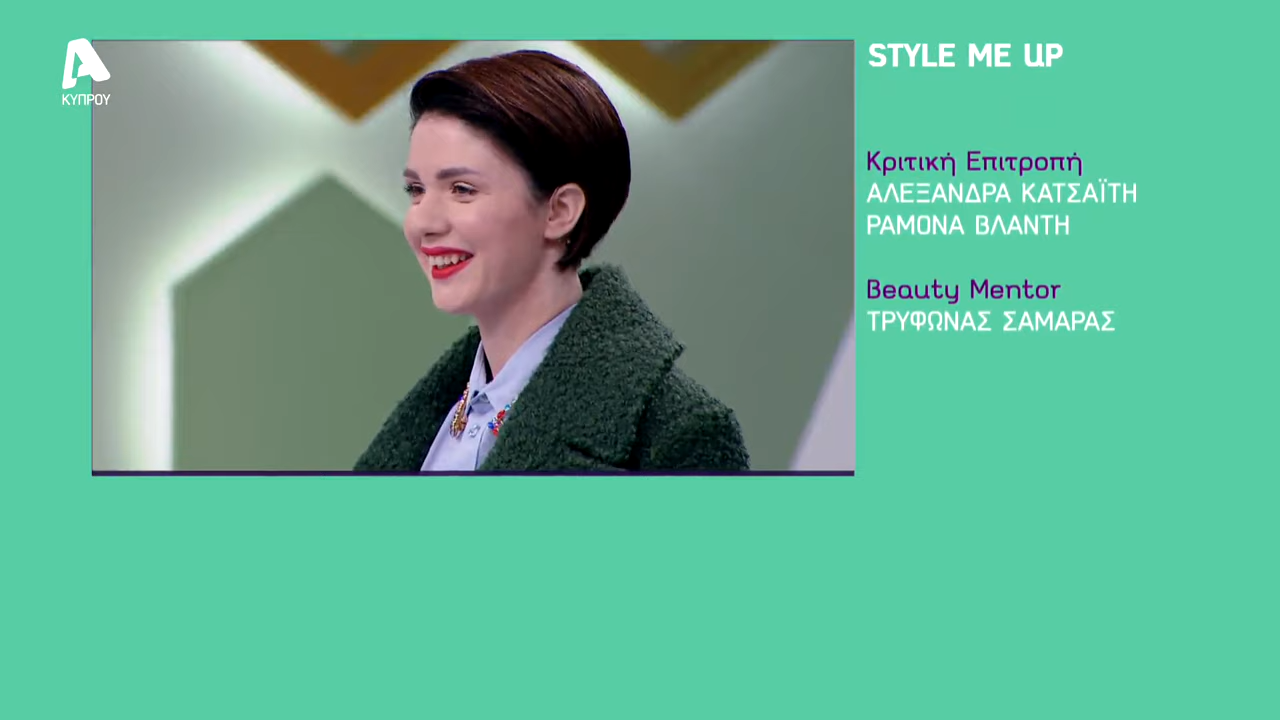 ΚΥΠΡΟΥ
STYLE ME UP
Κριτική Επιτροπή
ΑΛΕΞΑΝΔΡΑ ΚΑΤΣΑΪΤΗ
ΡΑΜΟΝΑ ΒΛΑΝΤΗ
Beauty Mentor
ΤΡΥΦΩΝΑΣ ΣΑΜΑΡΑΣ